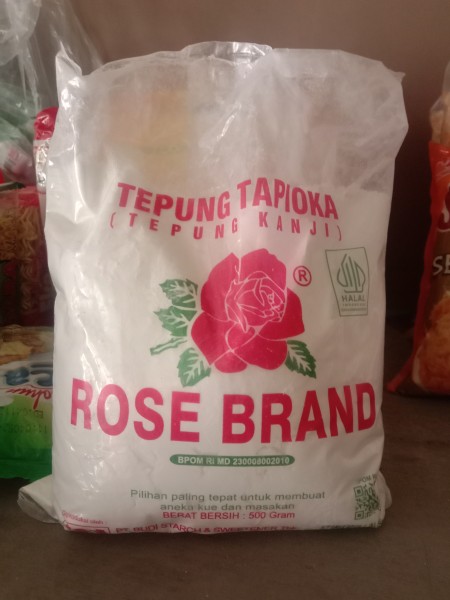 TEPUNG TAPIOKA
(TEPUNG KANJI)
®
HALAL
ROSE BRAND
BPOM RI MD 230008002010
Pilihan paling tepat untuk membuat
aneka kue dan masakan
BERAT BERSIH : 500 Gram